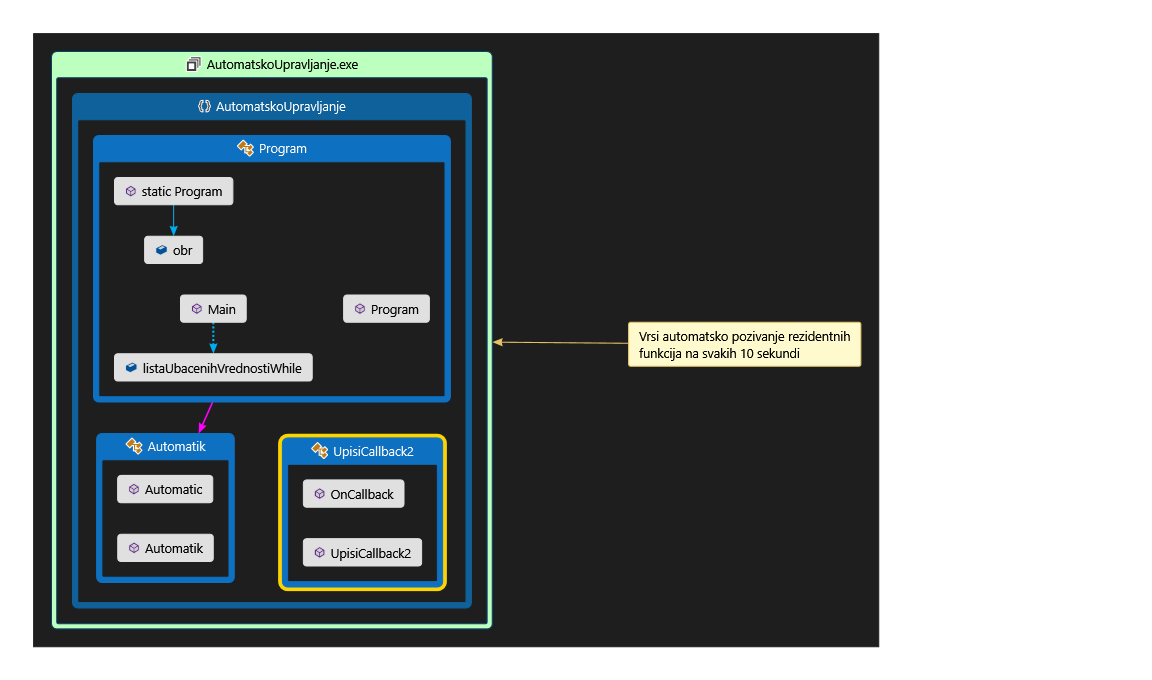 AutomatskoUpravljanje.exe
AutomatskoUpravljanje
Program
static Program
obr
Main
Program
listaUbacenihVrednostiWhile
Vrsi automatsko pozivanje rezidentnih
funkcija na svakih 10 sekundi
Automatik
Automatic
Automatik
UpisiCallback2
OnCallback
UpisiCallback2